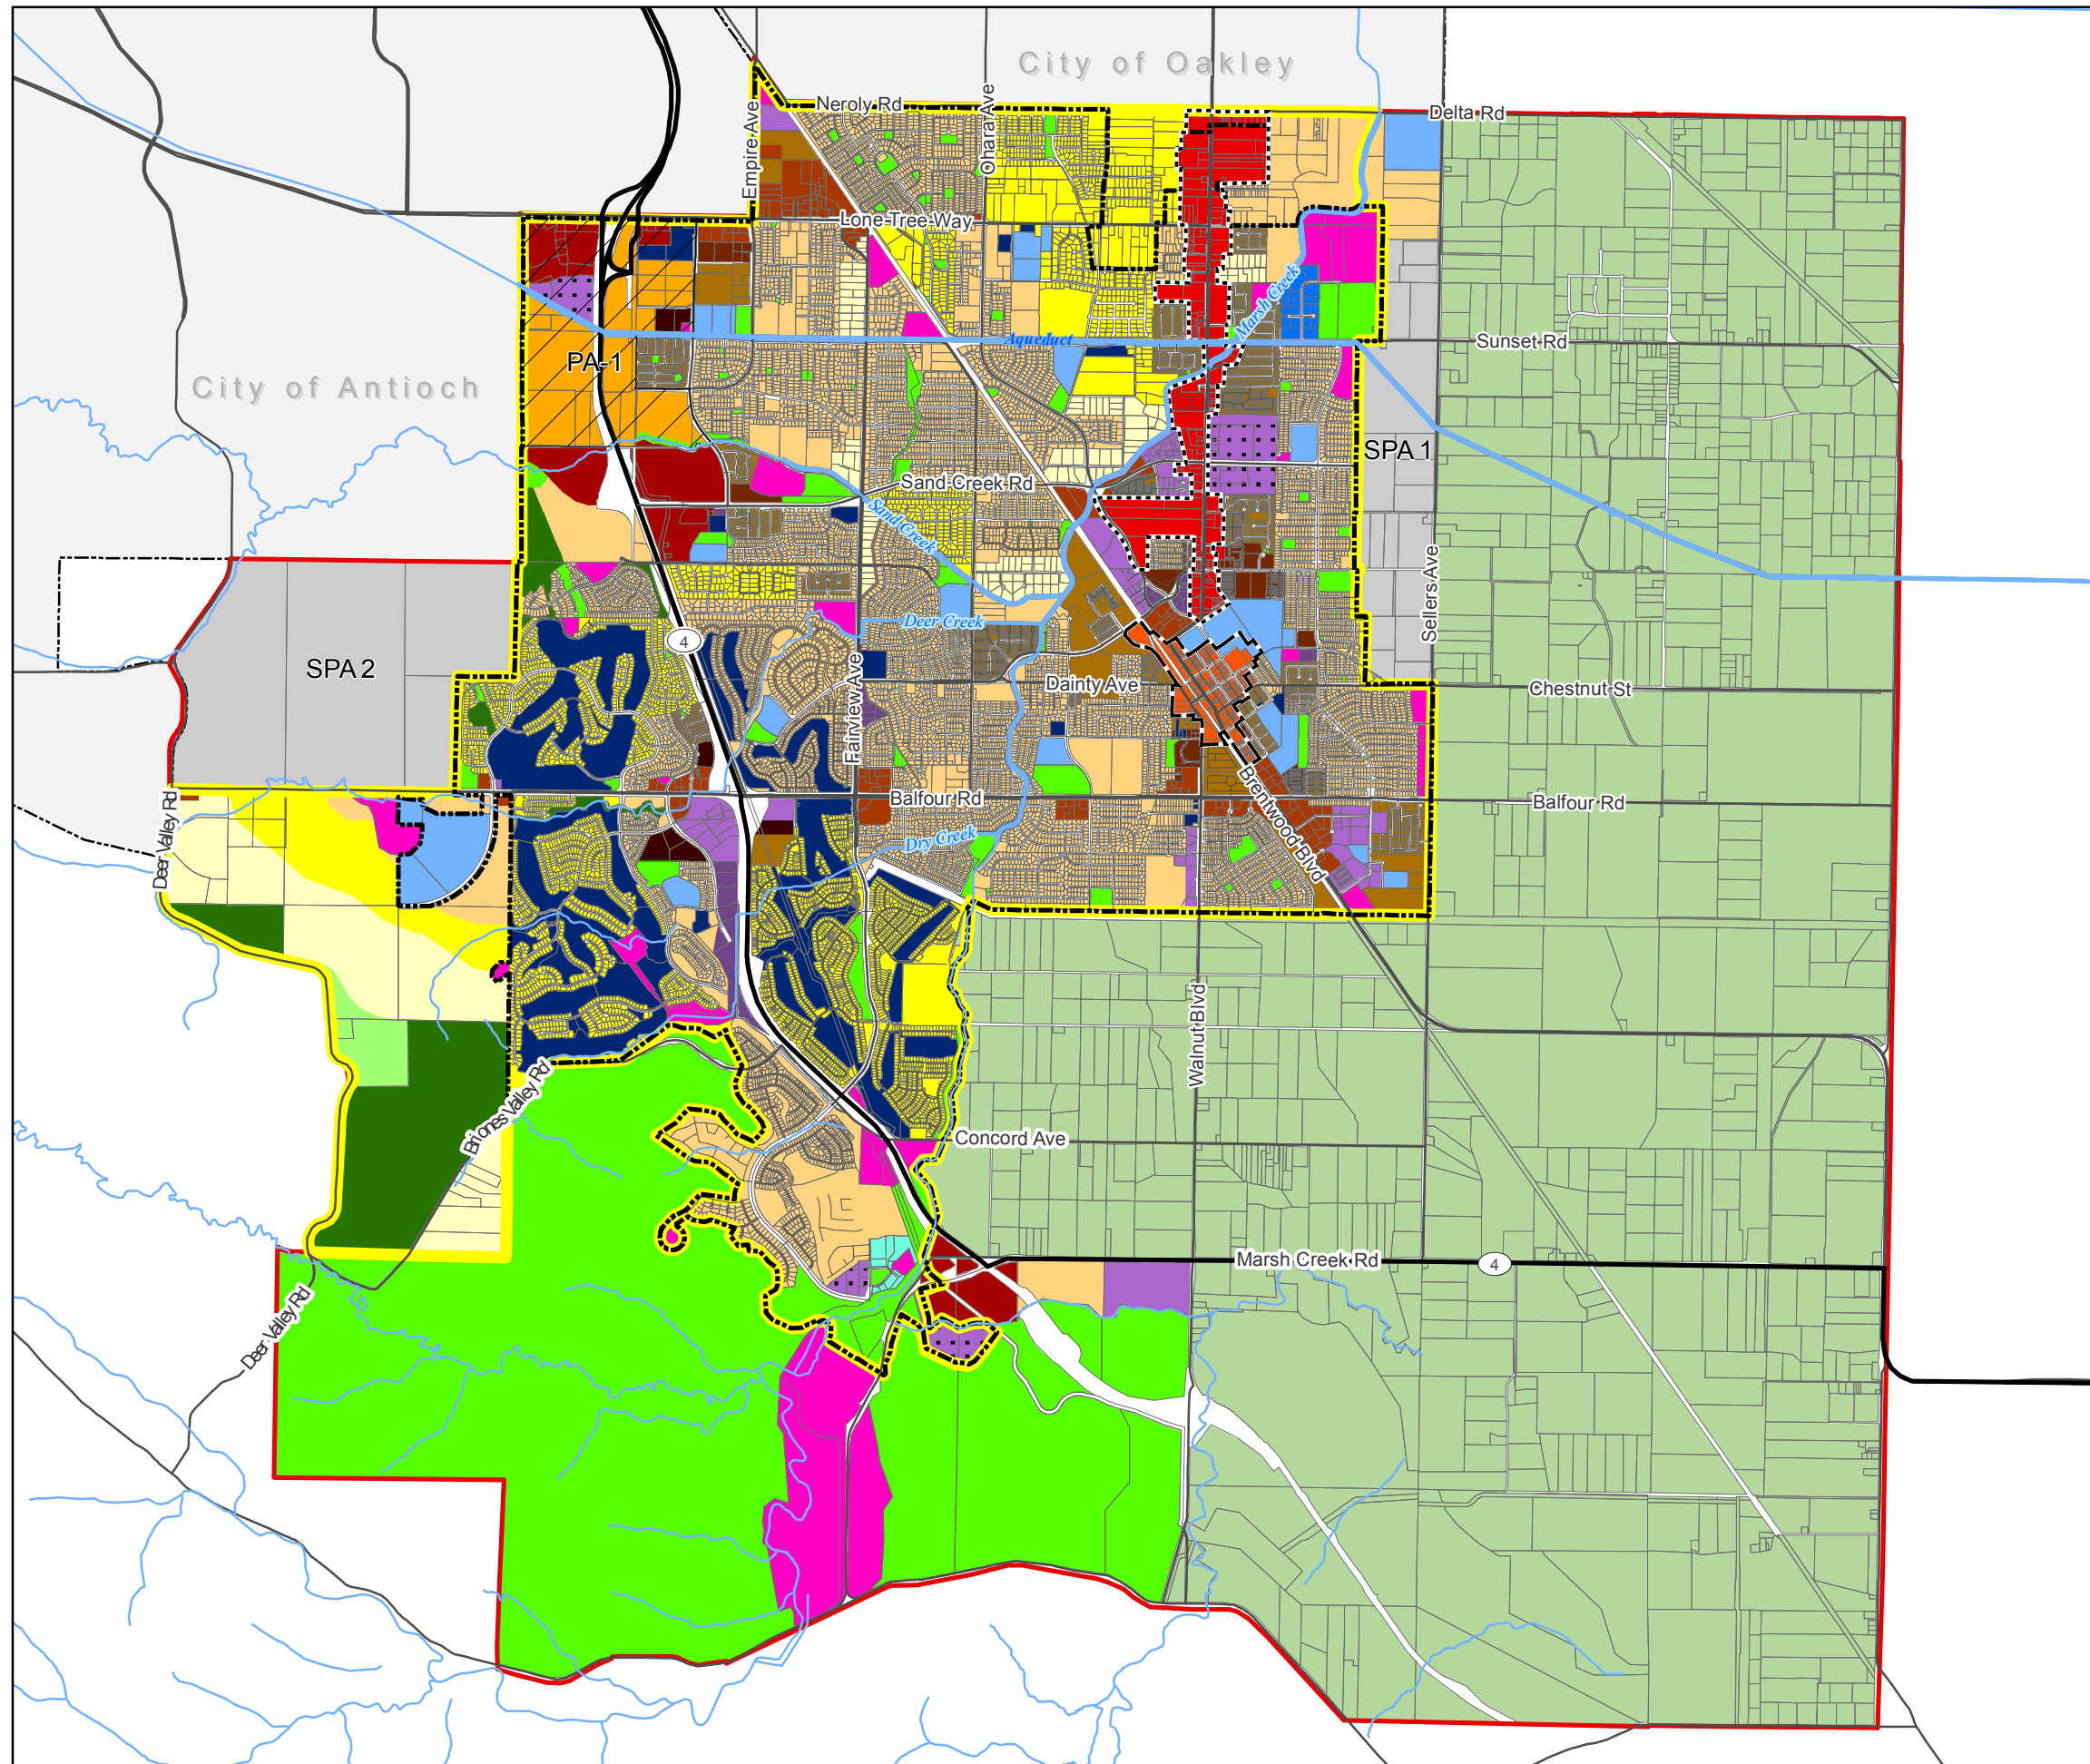 City of Oakley
Neroly Rd
Delta Rd
Empire Ave
Ohara Ave
Lone Tree Way
Marsh Creek
Aqueduct
Sunset Rd
PA-1
City of Antioch
SPA 1
Sand Creek Rd
Sand Creek
Sellers Ave
Deer Creek
4
SPA 2
Fairview Ave
Dainty Ave
Chestnut St
Brentwood Blvd
Balfour Rd
Balfour Rd
Deer Valley Rd
Dry Creek
Walnut Blvd
Briones Valley Rd
Concord Ave
Marsh Creek Rd
4
Deer Valley Rd